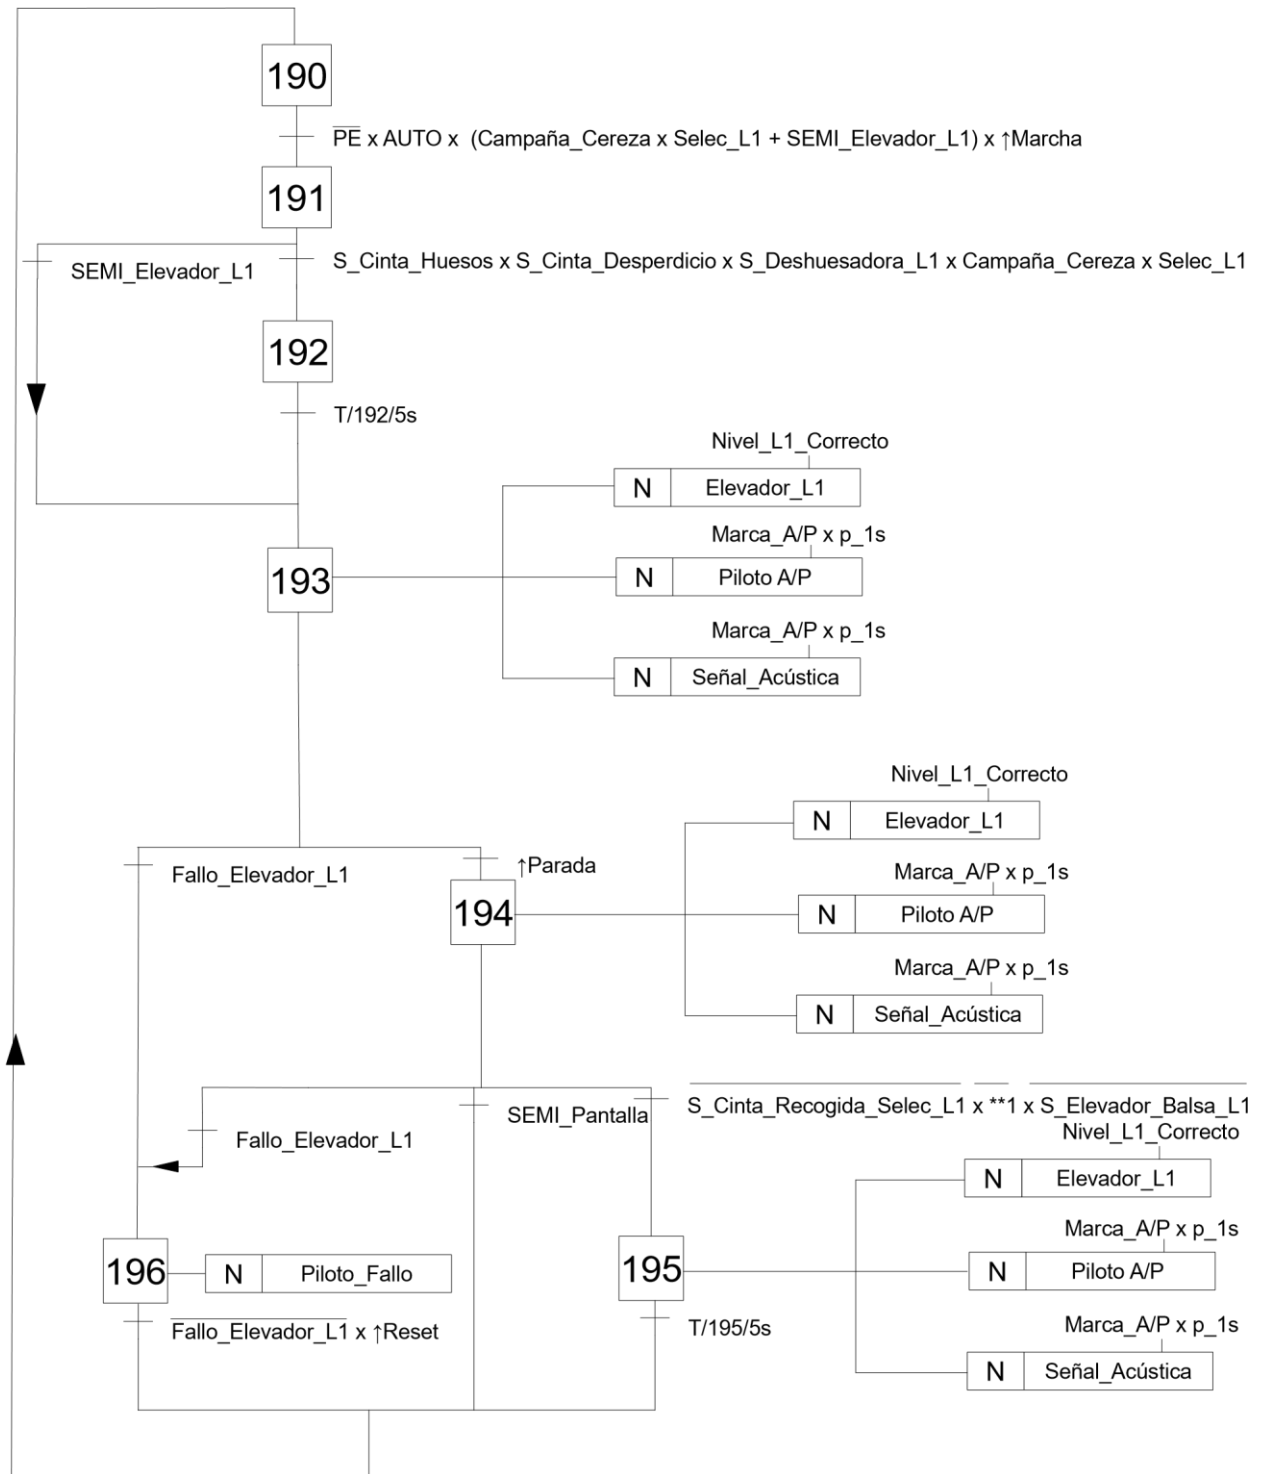 190
P̅E̅ x AUTO x (Campaña_Cereza x Selec_L1 + SEMI_Elevador_L1) x ↑Marcha
191
SEMI_Elevador_L1
S_Cinta_Huesos x S_Cinta_Desperdicio x S_Deshuesadora_L1 x Campaña_Cereza x Selec_L1
192
T/192/5s
Nivel_L1_Correcto
N Elevador_L1
Marca_A/P x p_1s
193
N Piloto A/P
Marca_A/P x p_1s
N Señal_Acústica
Nivel_L1_Correcto
N Elevador_L1
Fallo_Elevador_L1
↑Parada
Marca_A/P x p_1s
194
N Piloto A/P
Marca_A/P x p_1s
N Señal_Acústica
SEMI_Pantalla
S_Cinta_Recogida_Selec_L1 x **1 x S_Elevador_Balsa_L1
Fallo_Elevador_L1
Nivel_L1_Correcto
N Elevador_L1
Marca_A/P x p_1s
196
N Piloto_Fallo
195
N Piloto A/P
Fallo_Elevador_L1 x ↑Reset
T/195/5s
Marca_A/P x p_1s
N Señal_Acústica